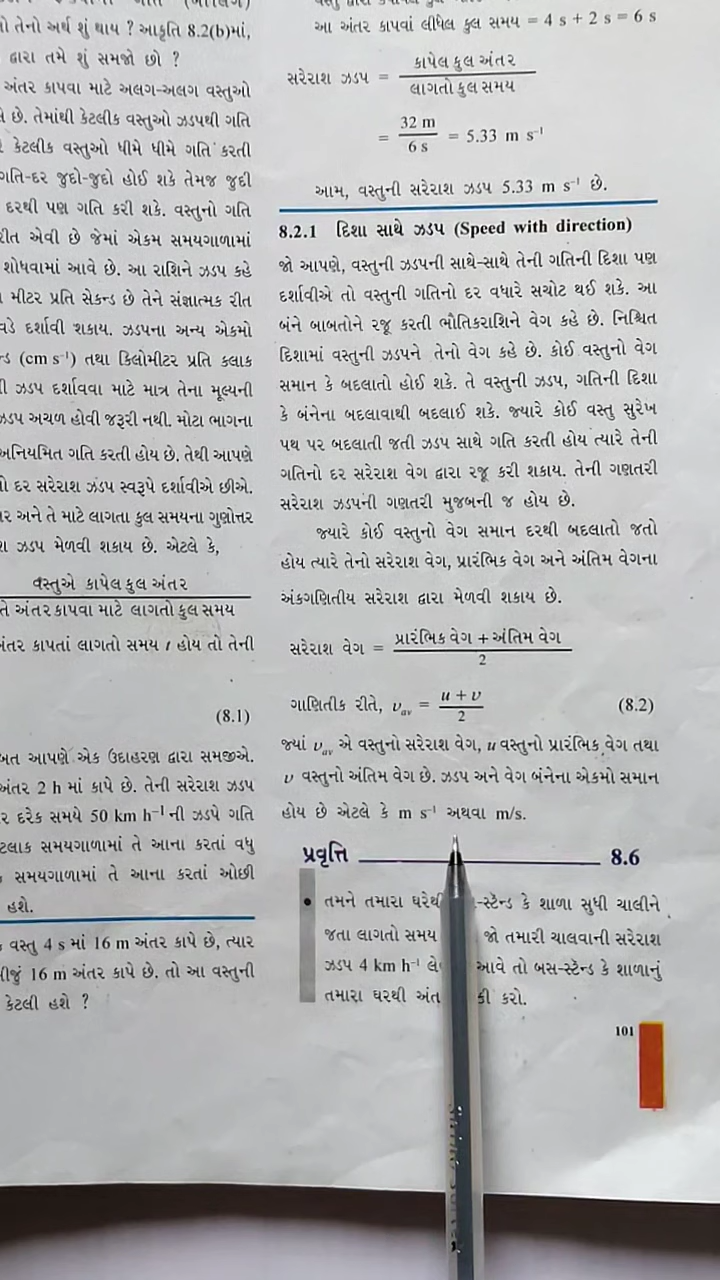 તેનો અર્થ શું થાય ? આકૃતિ 8.2(b)માં,
દ્વારા તમે શું સમજો છો ?
અંતર કાપવા માટે અલગ-અલગ વસ્તુઓ
છે. તેમાંથી કેટલીક વસ્તુઓ ઝડપથી ગતિ
કેટલીક વસ્તુઓ ધીમે ધીમે ગતિ કરતી
ગતિ-દર જુદો-જુદો હોઈ શકે તેમજ જુદી
દરથી પણ ગતિ કરી શકે. વસ્તુનો ગતિ
રીત એવી છે જેમાં એકમ સમયગાળામાં
શોધવામાં આવે છે. આ રાશિને ઝડપ કહે
મીટર પ્રતિ સેકન્ડ છે તેને સંજ્ઞાત્મક રીત
વડે દર્શાવી શકાય. ઝડપના અન્ય એકમો
(cm s⁻¹) તથા કિલોમીટર પ્રતિ કલાક
ઝડપ દર્શાવવા માટે માત્ર તેના મૂલ્યની
ઝડપ અચળ હોવી જરૂરી નથી. મોટા ભાગના
અનિયમિત ગતિ કરતી હોય છે. તેથી આપણે
દર સરેરાશ ઝડપ સ્વરૂપે દર્શાવીએ છીએ.
અને તે માટે લાગતા કુલ સમયના ગુણોત્તર
ઝડપ મેળવી શકાય છે. એટલે કે,
વસ્તુએ કાપેલ કુલ અંતર
તે અંતર કાપવા માટે લાગતો કુલ સમય
અંતર કાપતાં લાગતો સમય t હોય તો તેની
(8.1)
આપણે એક ઉદાહરણ દ્વારા સમજીએ.
અંતર 2 h માં કાપે છે. તેની સરેરાશ ઝડપ
દરેક સમયે 50 km h⁻¹ ની ઝડપે ગતિ
કેટલાક સમયગાળામાં તે આના કરતાં વધુ
સમયગાળામાં તે આના કરતાં ઓછી
હશે.
વસ્તુ 4 s માં 16 m અંતર કાપે છે, ત્યાર
બીજું 16 m અંતર કાપે છે. તો આ વસ્તુની
કેટલી હશે ?
આ અંતર કાપવાં લીધેલ કુલ સમય = 4 s + 2 s = 6 s
સરેરાશ ઝડપ = કાપેલ કુલ અંતર / લાગતો કુલ સમય
= 32 m / 6 s = 5.33 m s⁻¹
આમ, વસ્તુની સરેરાશ ઝડપ 5.33 m s⁻¹ છે.
8.2.1 દિશા સાથે ઝડપ (Speed with direction)
જો આપણે, વસ્તુની ઝડપની સાથે-સાથે તેની ગતિની દિશા પણ
દર્શાવીએ તો વસ્તુની ગતિનો દર વધારે સચોટ થઈ શકે. આ
બંને બાબતોને રજૂ કરતી ભૌતિકરાશિને વેગ કહે છે. નિશ્ચિત
દિશામાં વસ્તુની ઝડપને તેનો વેગ કહે છે. કોઈ વસ્તુનો વેગ
સમાન કે બદલાતો હોઈ શકે. તે વસ્તુની ઝડપ, ગતિની દિશા
કે બંનેના બદલાવાથી બદલાઈ શકે. જ્યારે કોઈ વસ્તુ સુરેખ
પથ પર બદલાતી જતી ઝડપ સાથે ગતિ કરતી હોય ત્યારે તેની
ગતિનો દર સરેરાશ વેગ દ્વારા રજૂ કરી શકાય. તેની ગણતરી
સરેરાશ ઝડપની ગણતરી મુજબની જ હોય છે.
જ્યારે કોઈ વસ્તુનો વેગ સમાન દરથી બદલાતો જતો
હોય ત્યારે તેનો સરેરાશ વેગ, પ્રારંભિક વેગ અને અંતિમ વેગના
અંકગણિતીય સરેરાશ દ્વારા મેળવી શકાય છે.
સરેરાશ વેગ = પ્રારંભિક વેગ + અંતિમ વેગ / 2
ગાણિતીક રીતે, v_av = u + v / 2 (8.2)
જ્યાં v_av એ વસ્તુનો સરેરાશ વેગ, u વસ્તુનો પ્રારંભિક વેગ તથા
v વસ્તુનો અંતિમ વેગ છે. ઝડપ અને વેગ બંનેના એકમો સમાન
હોય છે એટલે કે m s⁻¹ અથવા m/s.
પ્રવૃત્તિ 8.6
• તમને તમારા ઘરેથી -સ્ટૅન્ડ કે શાળા સુધી ચાલીને
જતા લાગતો સમય જો તમારી ચાલવાની સરેરાશ
ઝડપ 4 km h⁻¹ આવે તો બસ-સ્ટૅન્ડ કે શાળાનું
તમારા ઘરથી કરો.
101